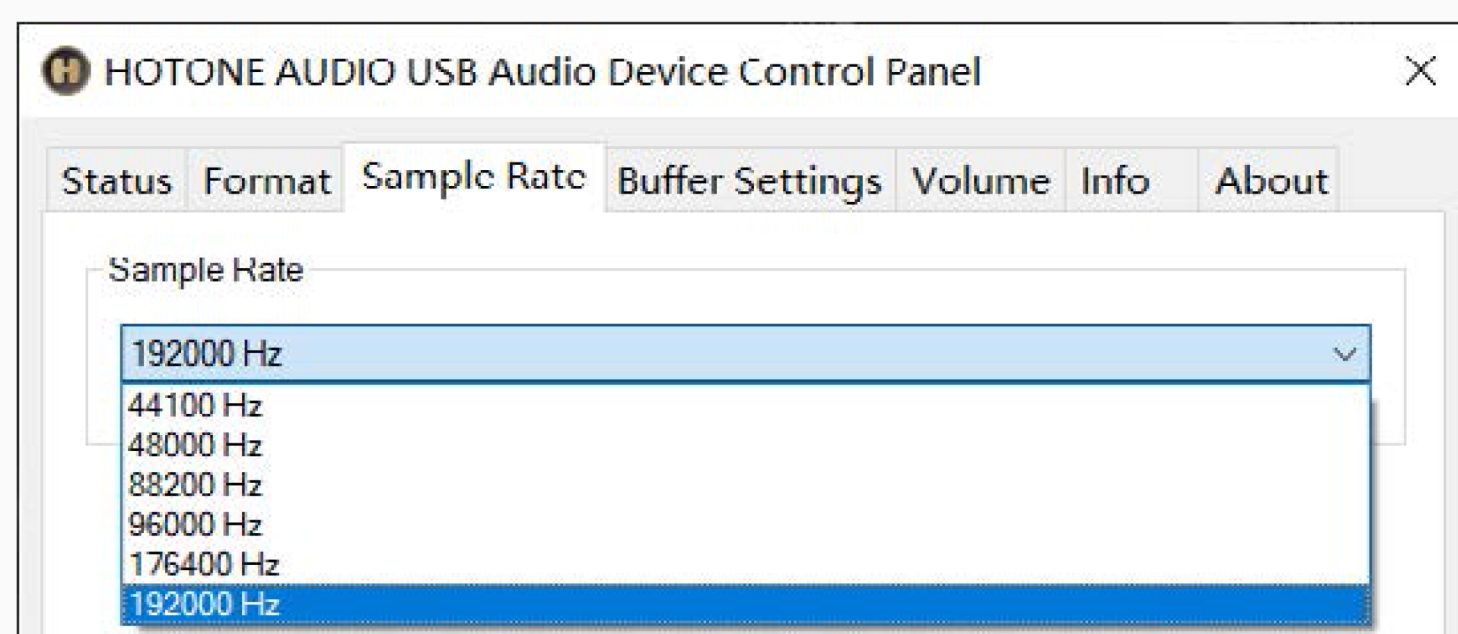 HOTONE AUDIO USB Audio Device Control Panel
Status Format Sample Rate Buffer Settings Volume Info About
Sample Rate
192000 Hz
44100 Hz
48000 Hz
88200 Hz
96000 Hz
176400 Hz
192000 Hz